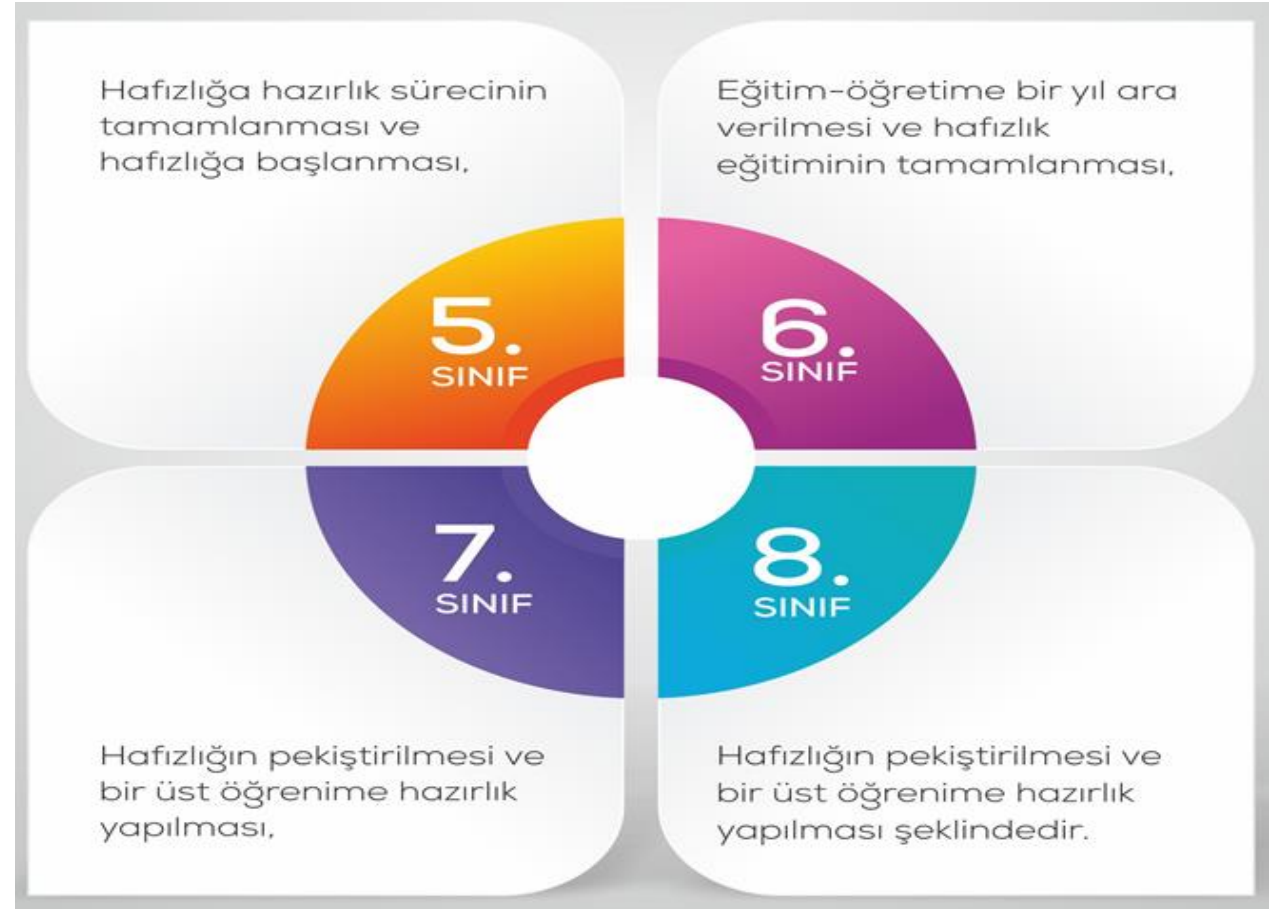 Hafızlığa hazırlık sürecinin
tamamlanması ve
hafızlığa başlanması,
5.
SINIF
Eğitim-öğretime bir yıl ara
verilmesi ve hafızlık
eğitiminin tamamlanması,
6.
SINIF
7.
SINIF
Hafızlığın pekiştirilmesi ve
bir üst öğrenime hazırlık
yapılması,
8.
SINIF
Hafızlığın pekiştirilmesi ve
bir üst öğrenime hazırlık
yapılması şeklindedir.